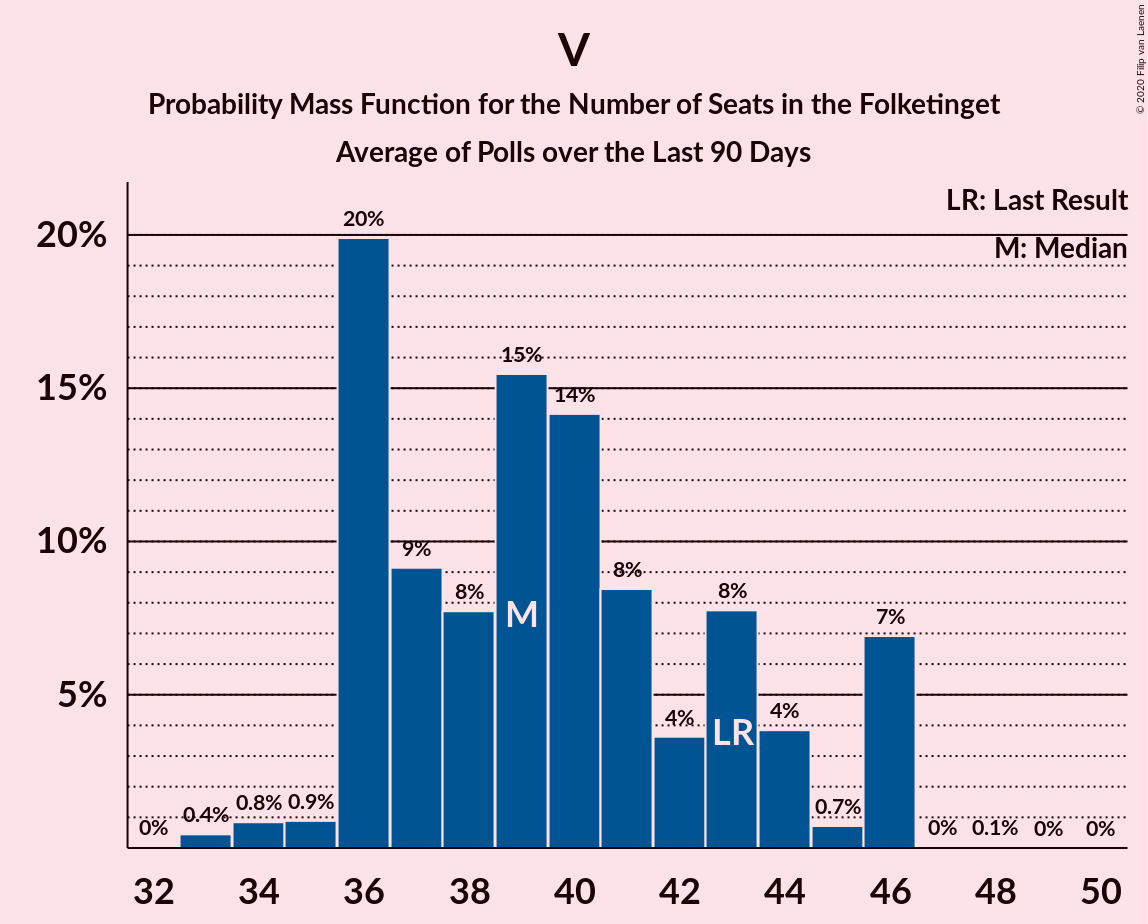 V
Probability Mass Function for the Number of Seats in the Folketinget
Average of Polls over the Last 90 Days
© 2020 Filip van Laenen
LR: Last Result
M: Median
20%
15%
10%
5%
0%
0.4%
0.8%
0.9%
20%
9%
8%
15%
14%
8%
4%
8%
4%
0.7%
7%
0%
0.1%
0%
0%
M
LR
32 34 36 38 40 42 44 46 48 50